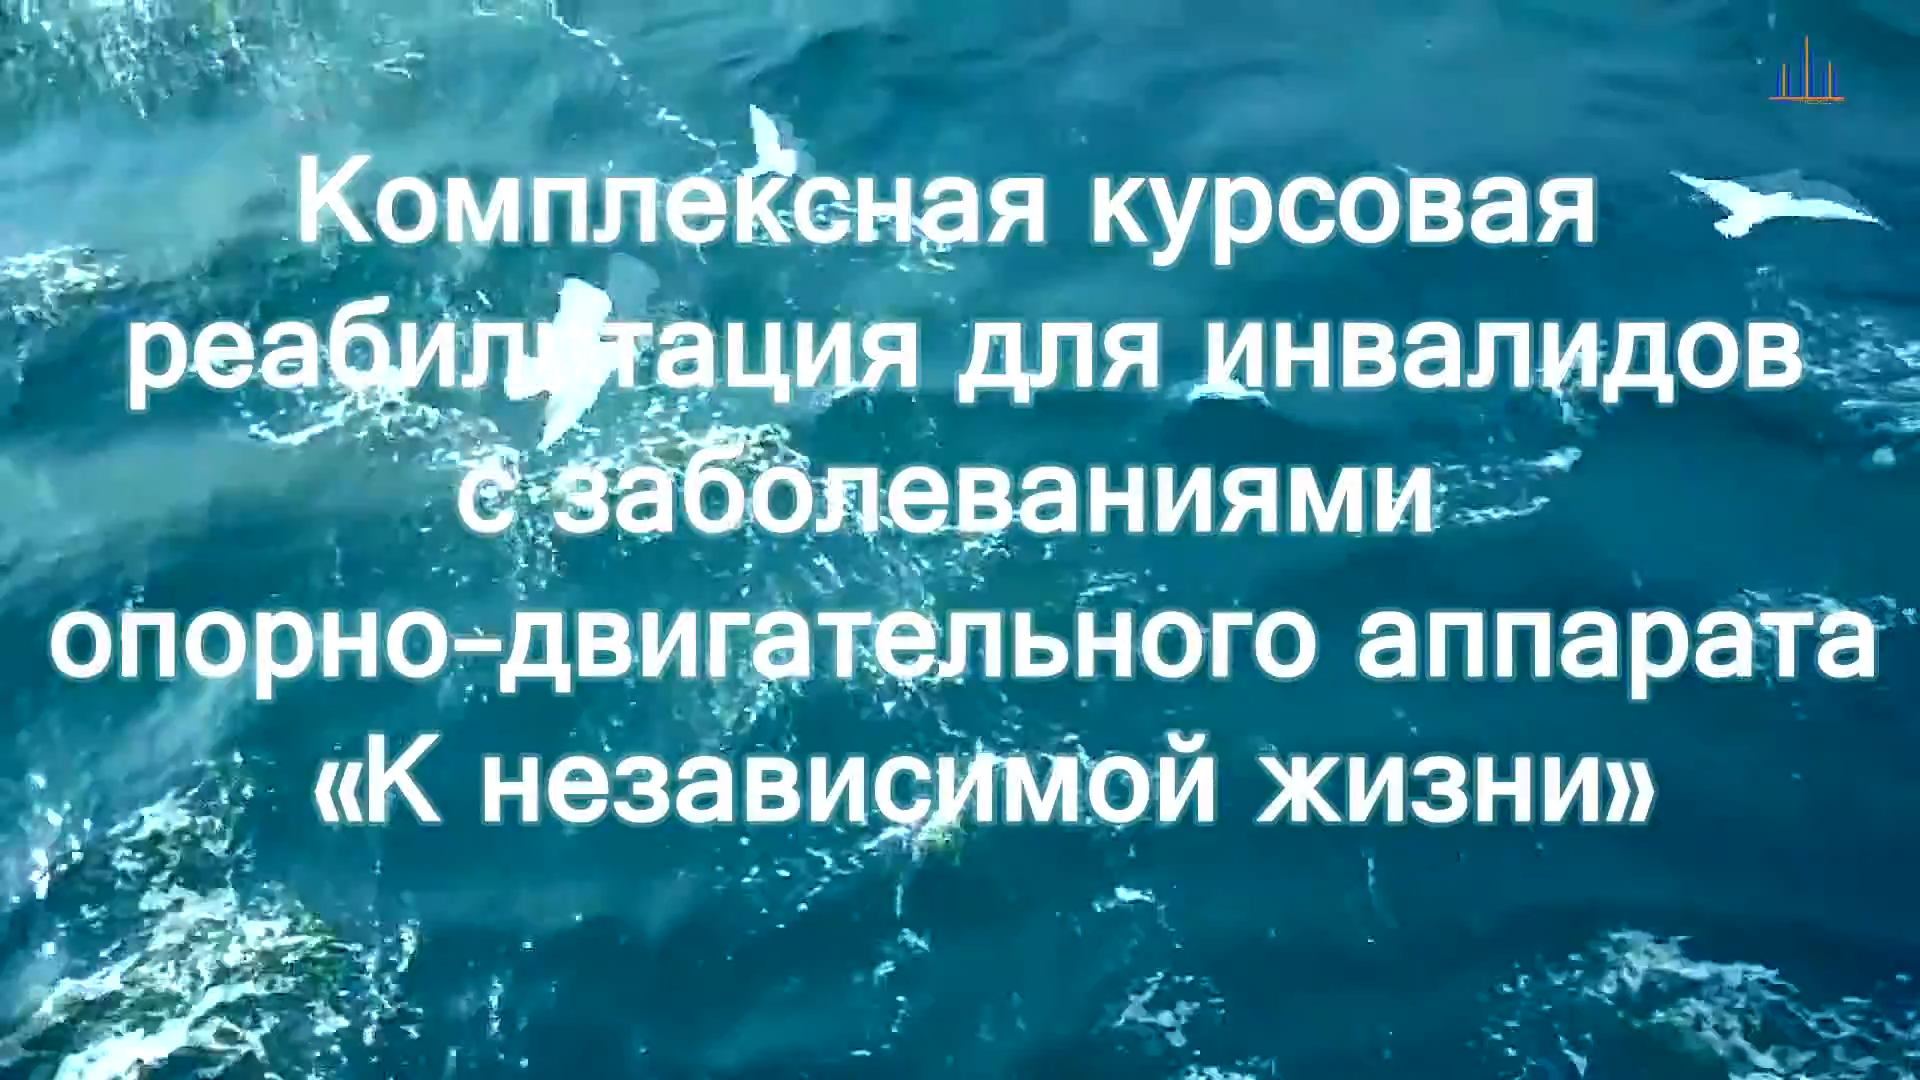 Комплексная курсовая
реабилитация для инвалидов
с заболеваниями
опорно-двигательного аппарата
«К независимой жизни»